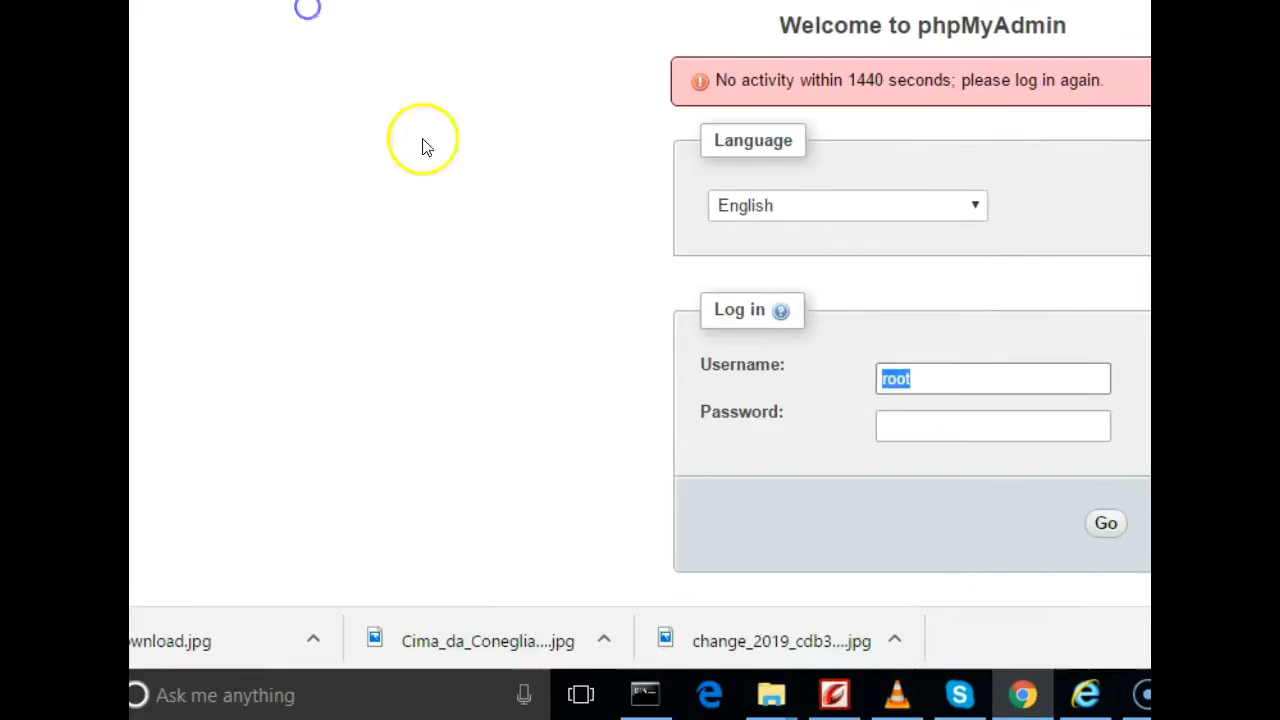 Welcome to phpMyAdmin
No activity within 1440 seconds; please log in again.
Language
English
Log in
Username:
root
Password:
Go
wnload.jpg
Cima_da_Coneglia....jpg
change_2019_cdb3....jpg
Ask me anything